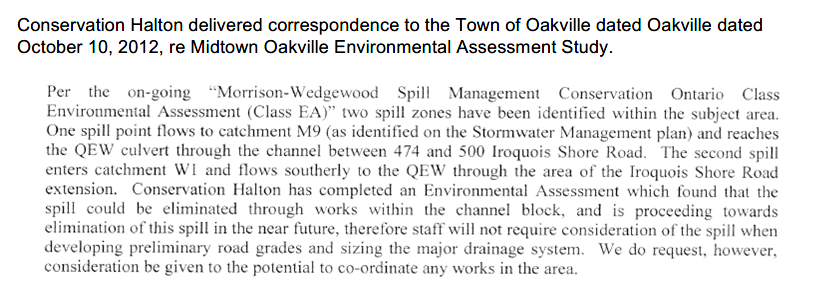 Conservation Halton delivered correspondence to the Town of Oakville dated Oakville dated
October 10, 2012, re Midtown Oakville Environmental Assessment Study.
Per the on-going “Morrison-Wedgewood Spill Management Conservation Ontario Class
Environmental Assessment (Class EA)” two spill zones have been identified within the subject area.
One spill point flows to catchment M9 (as identified on the Stormwater Management plan) and reaches
the QEW culvert through the channel between 474 and 500 Iroquois Shore Road. The second spill
enters catchment W1 and flows southerly to the QEW through the area of the Iroquois Shore Road
extension. Conservation Halton has completed an Environmental Assessment which found that the
spill could be eliminated through works within the channel block, and is proceeding towards
elimination of this spill in the near future, therefore staff will not require consideration of the spill when
developing preliminary road grades and sizing the major drainage system. We do request, however,
consideration be given to the potential to co-ordinate any works in the area.